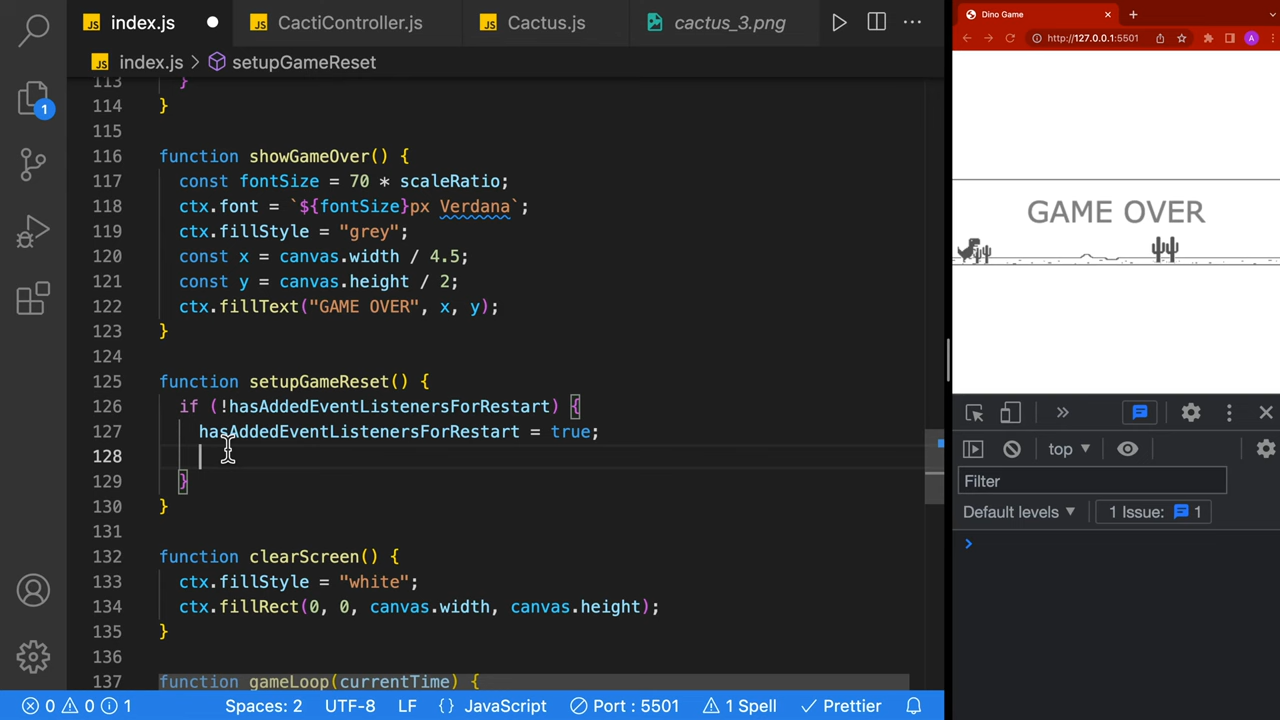 index.js
CactiController.js
Cactus.js
cactus_3.png
Dino Game
http://127.0.0.1:5501
A
index.js > setupGameReset
1
113 }
114 }
115
116 function showGameOver() {
117 const fontSize = 70 * scaleRatio;
118 ctx.font = `${fontSize}px Verdana`;
119 ctx.fillStyle = "grey";
120 const x = canvas.width / 4.5;
121 const y = canvas.height / 2;
122 ctx.fillText("GAME OVER", x, y);
123 }
124
125 function setupGameReset() {
126 if (!hasAddedEventListenersForRestart) {
127 hasAddedEventListenersForRestart = true;
128
129 }
130 }
131
132 function clearScreen() {
133 ctx.fillStyle = "white";
134 ctx.fillRect(0, 0, canvas.width, canvas.height);
135 }
136
137 function gameLoop(currentTime) {
GAME OVER
top
Filter
Default levels
1 Issue: 1
0 0 1
Spaces: 2
UTF-8
LF
{} JavaScript
Port : 5501
1 Spell
Prettier